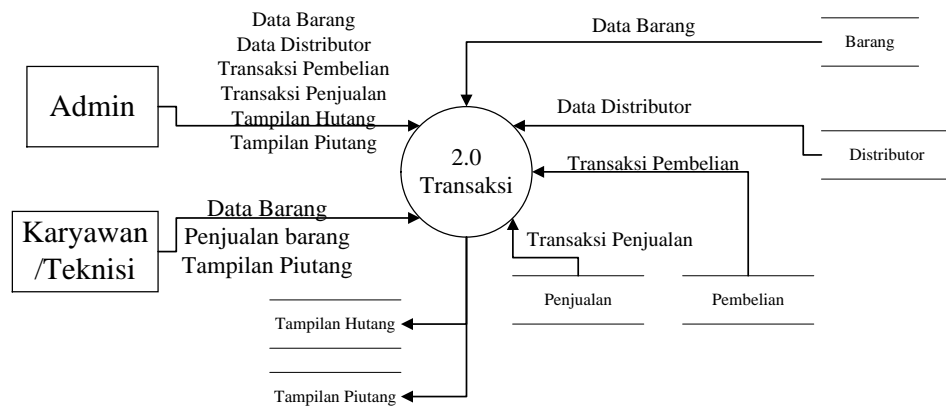 Data Barang
Data Distributor
Transaksi Pembelian
Transaksi Penjualan
Tampilan Hutang
Tampilan Piutang
Admin
Data Barang
Barang
Data Distributor
Distributor
2.0
Transaksi
Transaksi Pembelian
Karyawan
/Teknisi
Data Barang
Penjualan barang
Tampilan Piutang
Transaksi Penjualan
Penjualan
Pembelian
Tampilan Hutang
Tampilan Piutang